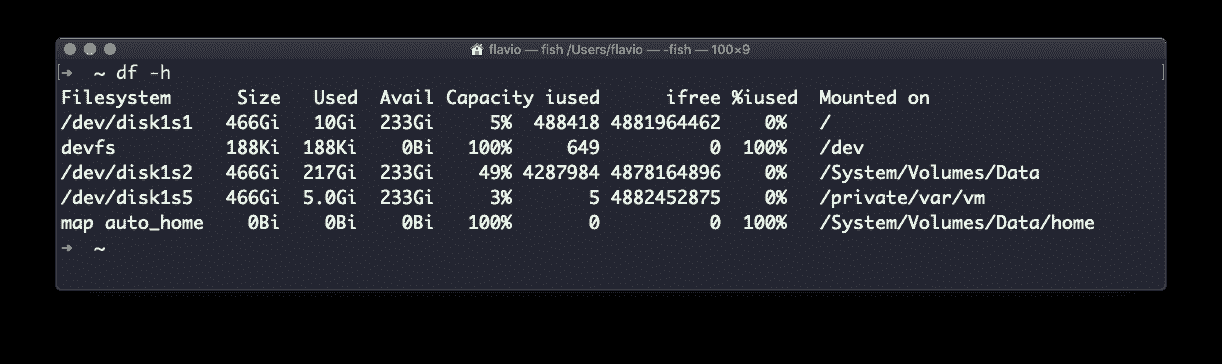 flavio — fish /Users/flavio — -fish — 100×9
➜  ~ df -h
Filesystem      Size   Used  Avail Capacity iused      ifree %iused  Mounted on
/dev/disk1s1   466Gi   10Gi  233Gi     5%  488418 4881964462    0%   /
devfs          188Ki  188Ki    0Bi   100%     649          0  100%   /dev
/dev/disk1s2   466Gi  217Gi  233Gi    49% 4287984 4878164896    0%   /System/Volumes/Data
/dev/disk1s5   466Gi  5.0Gi  233Gi     3%       5 4882452875    0%   /private/var/vm
map auto_home    0Bi    0Bi    0Bi   100%       0          0  100%   /System/Volumes/Data/home
➜  ~